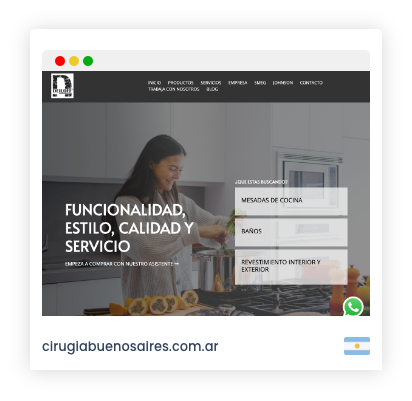 INICIO PRODUCTOS SERVICIOS EMPRESA SMEG JOHNSON CONTACTO
TRABAJA CON NOSOTROS BLOG
¿QUE ESTAS BUSCANDO?
MESADAS DE COCINA
FUNCIONALIDAD,
ESTILO, CALIDAD Y
SERVICIO
BAÑOS
EMPEZA A COMPRAR CON NUESTRO ASISTENTE
REVESTIMIENTO INTERIOR Y
EXTERIOR
cirugiabuenosaires.com.ar